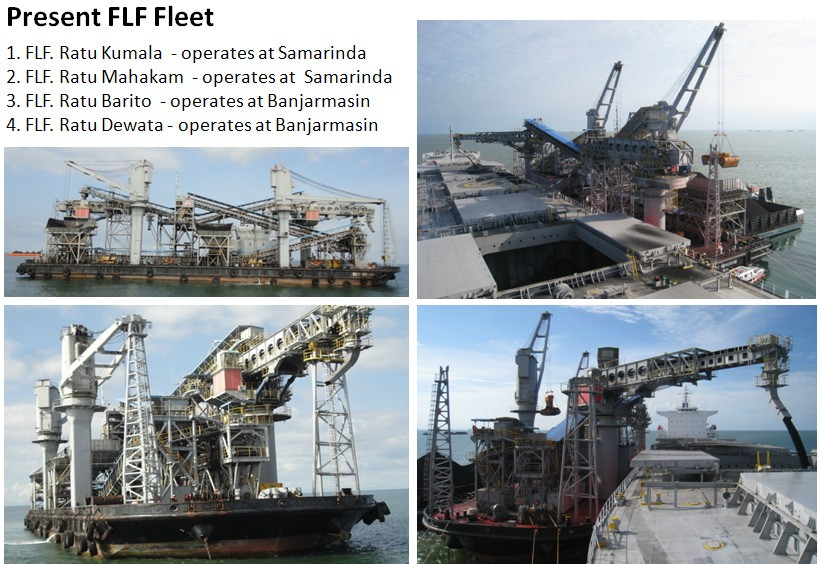 Present FLF Fleet
1. FLF. Ratu Kumala - operates at Samarinda
2. FLF. Ratu Mahakam - operates at Samarinda
3. FLF. Ratu Barito - operates at Banjarmasin
4. FLF. Ratu Dewata - operates at Banjarmasin